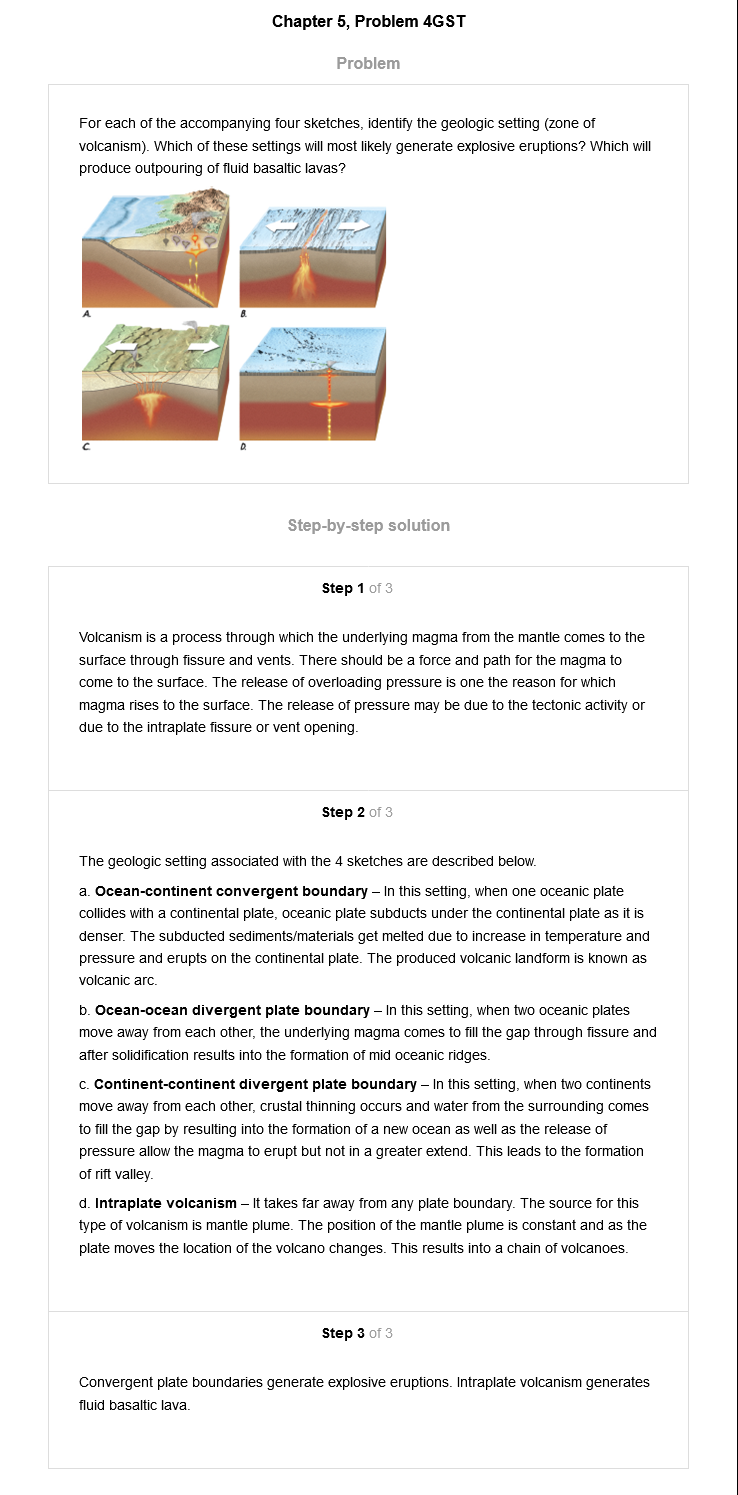 Chapter 5, Problem 4GST
Problem
For each of the accompanying four sketches, identify the geologic setting (zone of
volcanism). Which of these settings will most likely generate explosive eruptions? Which will
produce outpouring of fluid basaltic lavas?
A.
B.
C.
D.
Step-by-step solution
Step 1 of 3
Volcanism is a process through which the underlying magma from the mantle comes to the
surface through fissure and vents. There should be a force and path for the magma to
come to the surface. The release of overloading pressure is one the reason for which
magma rises to the surface. The release of pressure may be due to the tectonic activity or
due to the intraplate fissure or vent opening.
Step 2 of 3
The geologic setting associated with the 4 sketches are described below.
a. Ocean-continent convergent boundary – In this setting, when one oceanic plate
collides with a continental plate, oceanic plate subducts under the continental plate as it is
denser. The subducted sediments/materials get melted due to increase in temperature and
pressure and erupts on the continental plate. The produced volcanic landform is known as
volcanic arc.
b. Ocean-ocean divergent plate boundary – In this setting, when two oceanic plates
move away from each other, the underlying magma comes to fill the gap through fissure and
after solidification results into the formation of mid oceanic ridges.
c. Continent-continent divergent plate boundary – In this setting, when two continents
move away from each other, crustal thinning occurs and water from the surrounding comes
to fill the gap by resulting into the formation of a new ocean as well as the release of
pressure allow the magma to erupt but not in a greater extend. This leads to the formation
of rift valley.
d. Intraplate volcanism – It takes far away from any plate boundary. The source for this
type of volcanism is mantle plume. The position of the mantle plume is constant and as the
plate moves the location of the volcano changes. This results into a chain of volcanoes.
Step 3 of 3
Convergent plate boundaries generate explosive eruptions. Intraplate volcanism generates
fluid basaltic lava.